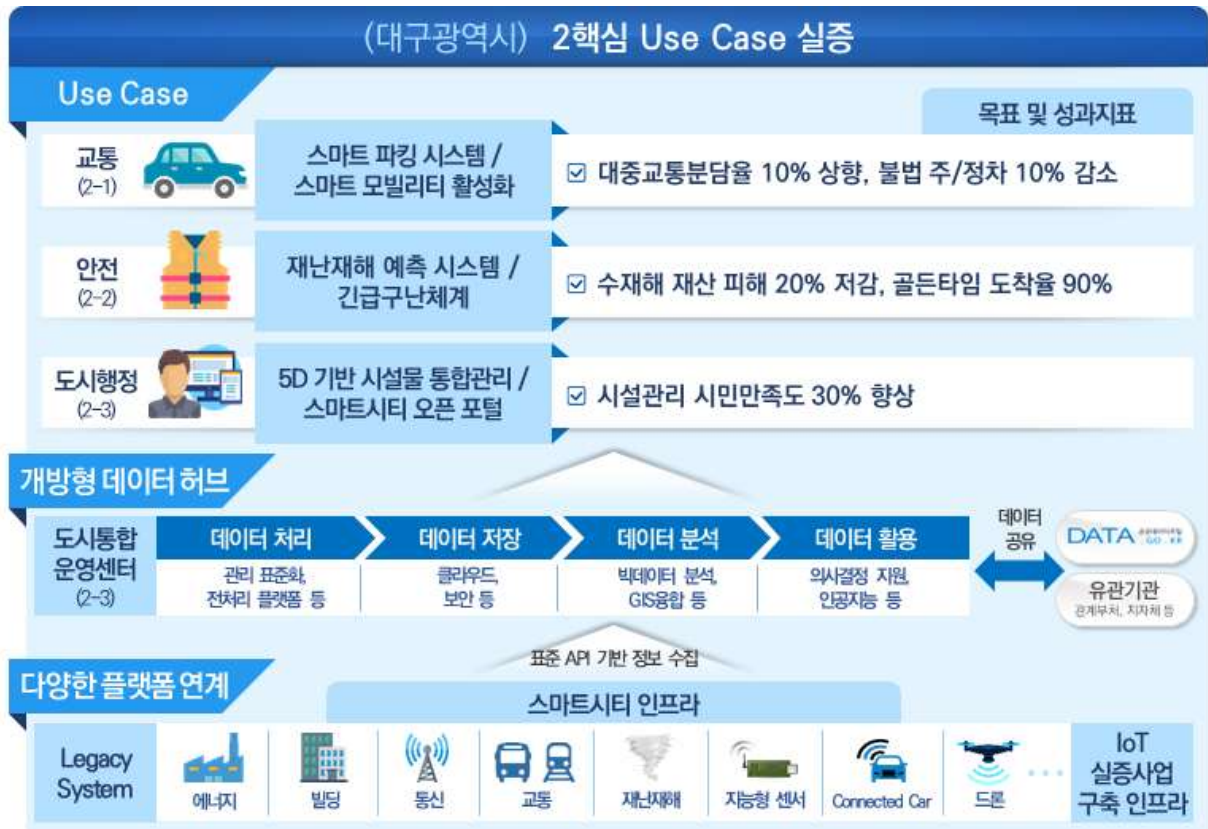 (대구광역시) 2핵심 Use Case 실증
Use Case
목표 및 성과지표
교통
(2-1)
스마트 파킹 시스템 /
스마트 모빌리티 활성화
대중교통분담율 10% 상향, 불법 주/정차 10% 감소
안전
(2-2)
재난재해 예측 시스템 /
긴급구난체계
수재해 재산 피해 20% 저감, 골든타임 도착율 90%
도시행정
(2-3)
5D 기반 시설물 통합관리 /
스마트시티 오픈 포털
시설관리 시민만족도 30% 향상
개방형 데이터 허브
도시통합
운영센터
(2-3)
데이터 처리
관리 표준화,
전처리 플랫폼 등
데이터 저장
클라우드,
보안 등
데이터 분석
빅데이터 분석,
GIS융합 등
데이터 활용
의사결정 지원,
인공지능 등
데이터
공유
DATA
GO.KR
유관기관
관계부처, 지자체 등
표준 API 기반 정보 수집
다양한 플랫폼 연계
스마트시티 인프라
Legacy
System
에너지
빌딩
통신
교통
재난재해
지능형 센서
Connected Car
드론
IoT
실증사업
구축 인프라